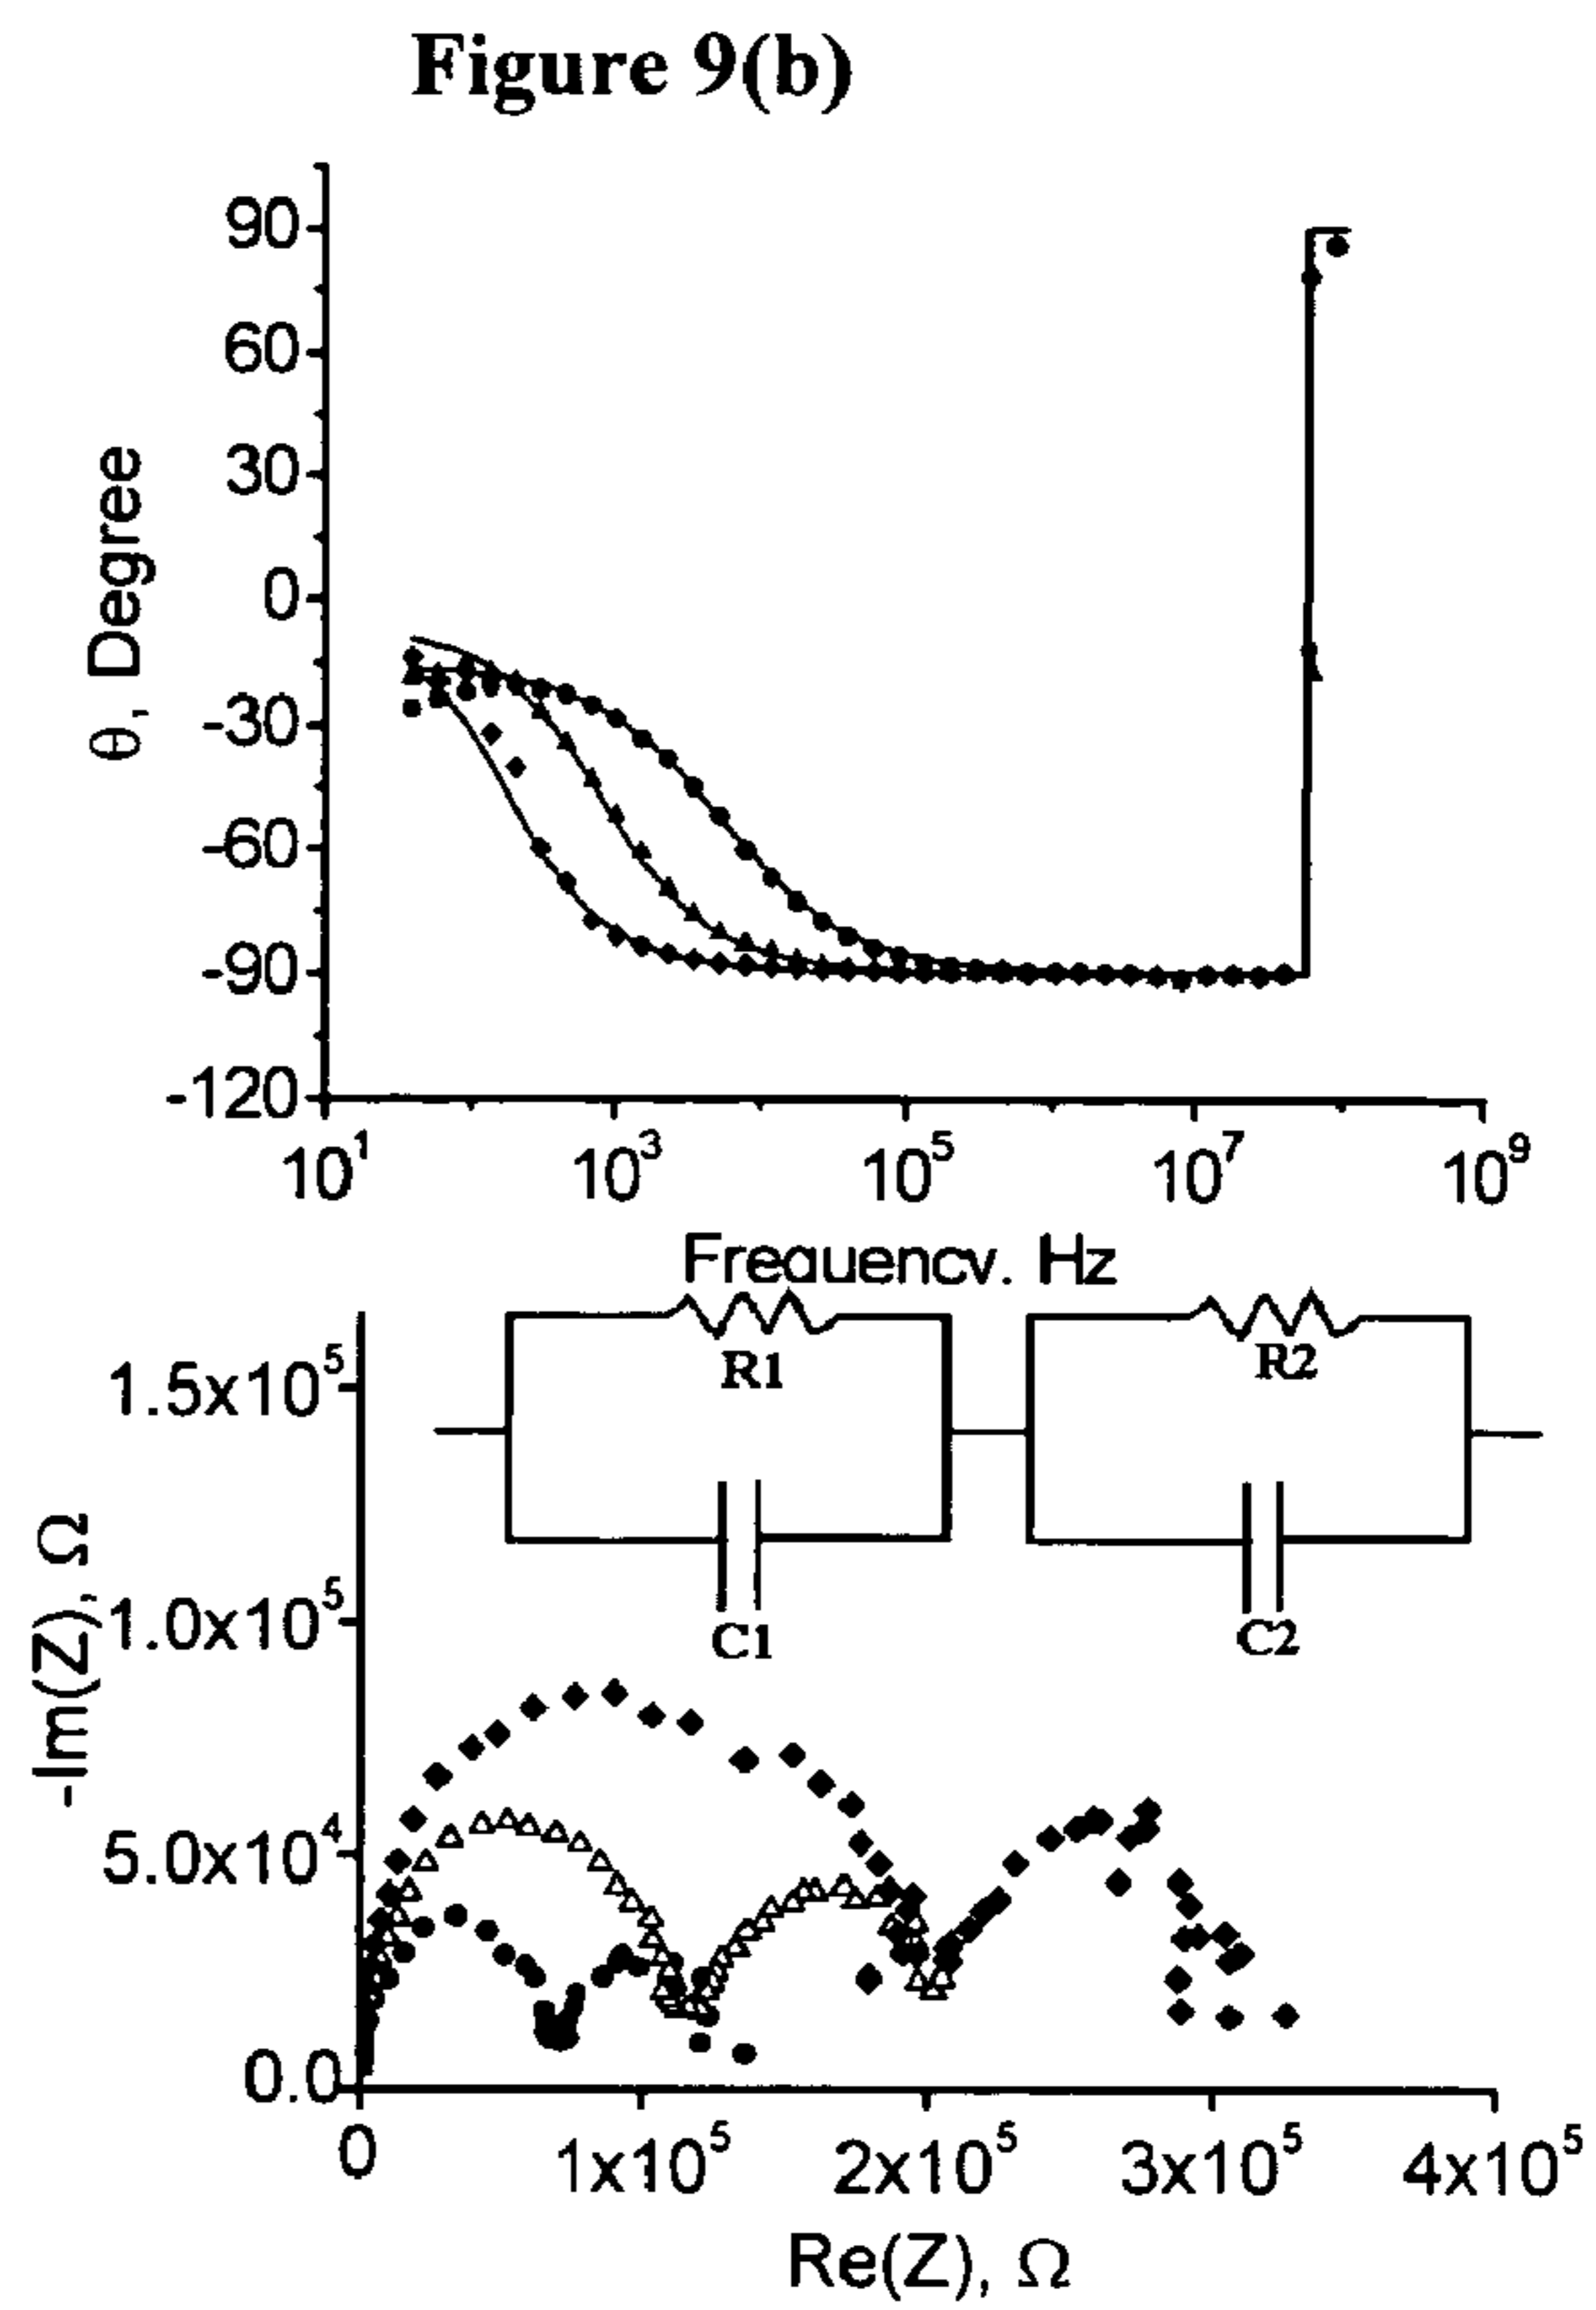 Figure 9(b)
90
60
30
0
-30
-60
-90
-120
θ, Degree
10¹ 10³ 10⁵ 10⁷ 10⁹
Frequency, Hz
R1 R2
C1 C2
1.5x10⁵
1.0x10⁵
5.0x10⁴
0.0
-Im(Z), Ω
0 1x10⁵ 2x10⁵ 3x10⁵ 4x10⁵
Re(Z), Ω